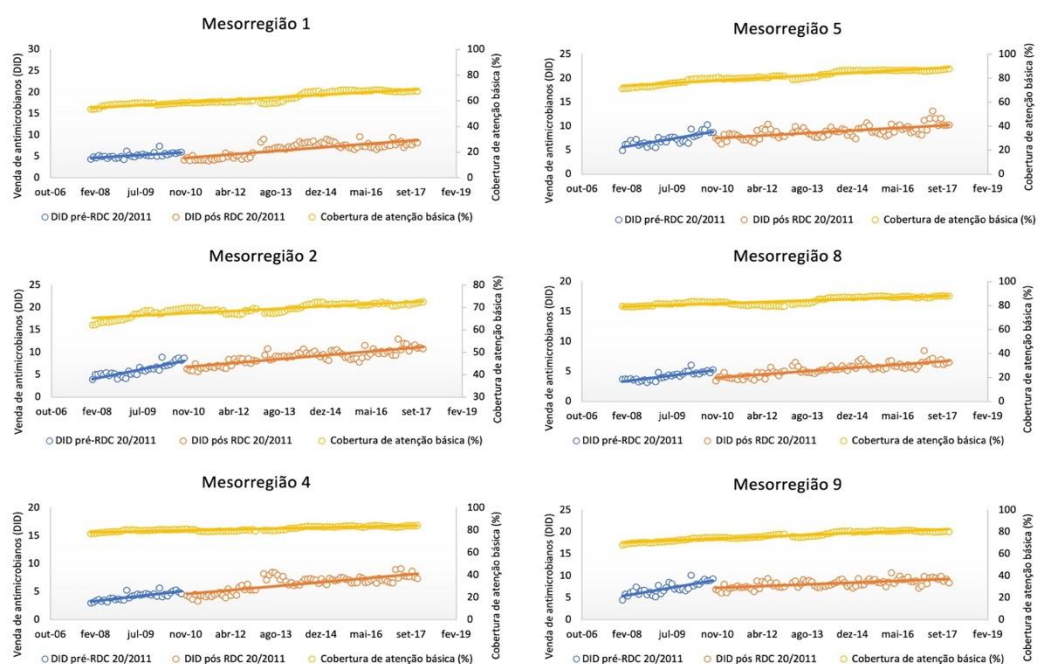 Mesorregião 1
Venda de antimicrobianos (DID)
30
25
20
15
10
5
0
100
80
60
40
20
0
Cobertura de atenção básica (%)
out-06 fev-08 jul-09 nov-10 abr-12 ago-13 dez-14 mai-16 set-17 fev-19
DID pré-RDC 20/2011 DID pós RDC 20/2011 Cobertura de atenção básica (%)
Mesorregião 5
Venda de antimicrobianos (DID)
25
20
15
10
5
0
100
80
60
40
20
0
Cobertura de atenção básica (%)
out-06 fev-08 jul-09 nov-10 abr-12 ago-13 dez-14 mai-16 set-17 fev-19
DID pré-RDC 20/2011 DID pós RDC 20/2011 Cobertura de atenção básica (%)
Mesorregião 2
Venda de antimicrobianos (DID)
25
20
15
10
5
0
80
70
60
50
40
30
Cobertura de atenção básica (%)
out-06 fev-08 jul-09 nov-10 abr-12 ago-13 dez-14 mai-16 set-17 fev-19
DID pré-RDC 20/2011 DID pós RDC 20/2011 Cobertura de atenção básica (%)
Mesorregião 8
Venda de antimicrobianos (DID)
20
15
10
5
0
100
80
60
40
20
0
Cobertura de atenção básica (%)
out-06 fev-08 jul-09 nov-10 abr-12 ago-13 dez-14 mai-16 set-17 fev-19
DID pré-RDC 20/2011 DID pós RDC 20/2011 Cobertura de atenção básica (%)
Mesorregião 4
Venda de antimicrobianos (DID)
20
15
10
5
0
100
80
60
40
20
0
Cobertura de atenção básica (%)
out-06 fev-08 jul-09 nov-10 abr-12 ago-13 dez-14 mai-16 set-17 fev-19
DID pré-RDC 20/2011 DID pós RDC 20/2011 Cobertura de atenção básica (%)
Mesorregião 9
Venda de antimicrobianos (DID)
25
20
15
10
5
0
100
80
60
40
20
0
Cobertura de atenção básica (%)
out-06 fev-08 jul-09 nov-10 abr-12 ago-13 dez-14 mai-16 set-17 fev-19
DID pré-RDC 20/2011 DID pós RDC 20/2011 Cobertura de atenção básica (%)